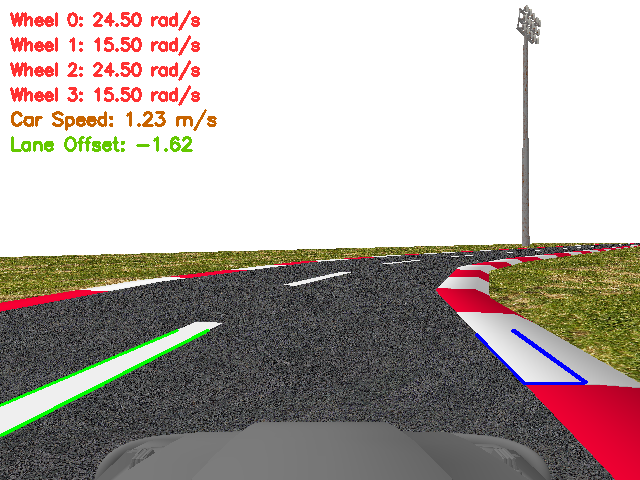 Wheel 0: 24.50 rad/s
Wheel 1: 15.50 rad/s
Wheel 2: 24.50 rad/s
Wheel 3: 15.50 rad/s
Car Speed: 1.23 m/s
Lane Offset: -1.62